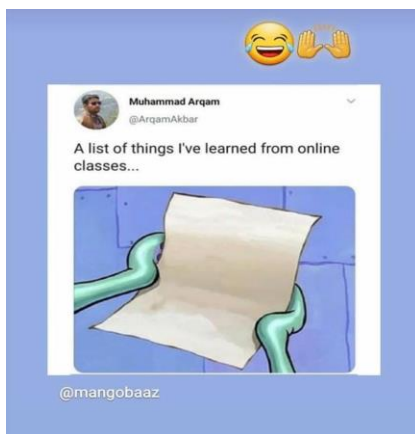 😂🙌
Muhammad Arqam
@ArqamAkbar
A list of things I've learned from online
classes...
@mangobaaz